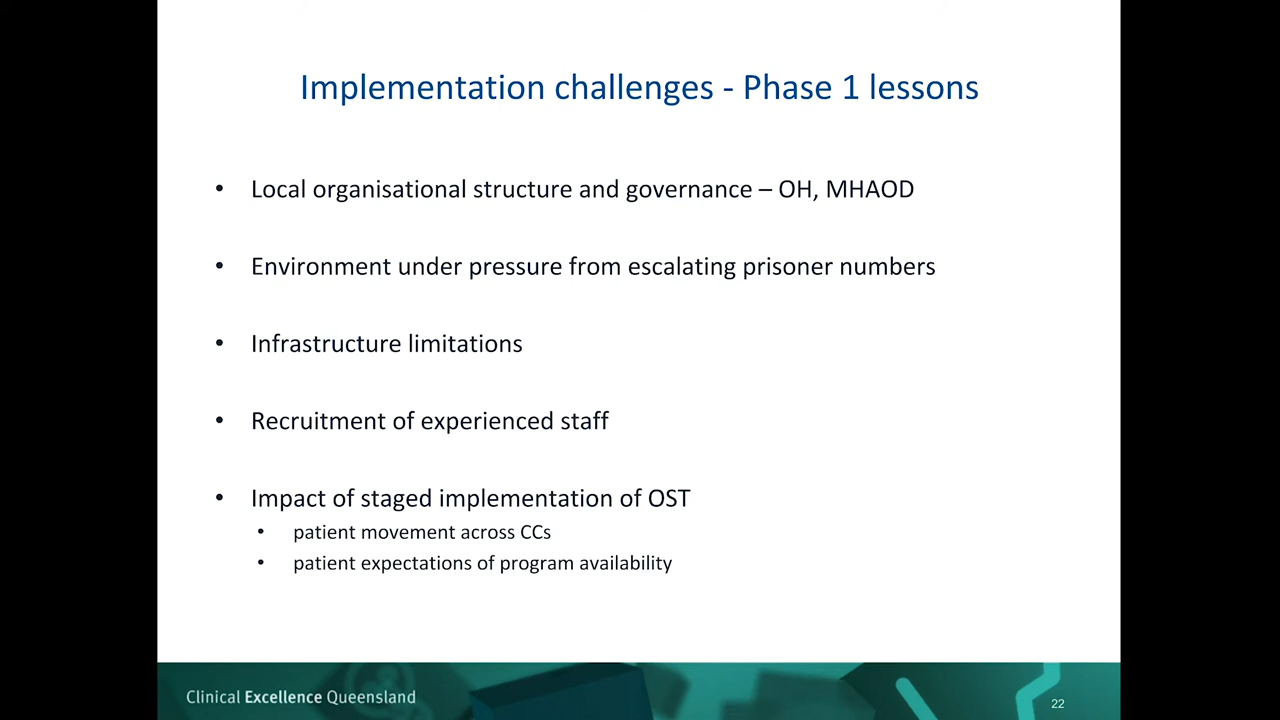 Implementation challenges - Phase 1 lessons
• Local organisational structure and governance – OH, MHAOD
• Environment under pressure from escalating prisoner numbers
• Infrastructure limitations
• Recruitment of experienced staff
• Impact of staged implementation of OST
• patient movement across CCs
• patient expectations of program availability
Clinical Excellence Queensland
22